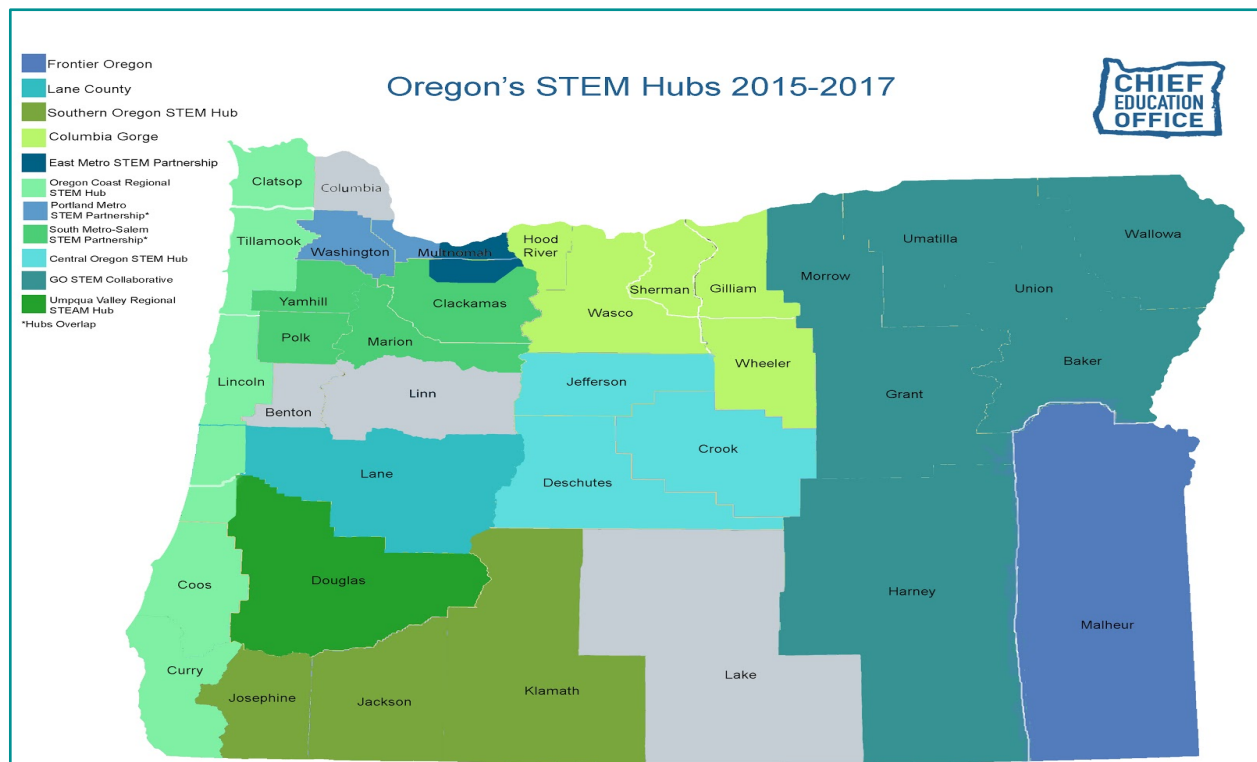 Oregon's STEM Hubs 2015-2017
CHIEF
EDUCATION
OFFICE
Frontier Oregon
Lane County
Southern Oregon STEM Hub
Columbia Gorge
East Metro STEM Partnership
Oregon Coast Regional
STEM Hub
Portland Metro
STEM Partnership*
South Metro-Salem
STEM Partnership*
Central Oregon STEM Hub
GO STEM Collaborative
Umpqua Valley Regional
STEAM Hub
*Hubs Overlap
Clatsop
Columbia
Tillamook
Washington
Multnomah
Hood
River
Umatilla
Wallowa
Morrow
Union
Yamhill
Clackamas
Sherman
Gilliam
Wasco
Polk
Marion
Wheeler
Baker
Lincoln
Benton
Linn
Jefferson
Grant
Lane
Crook
Deschutes
Coos
Douglas
Harney
Malheur
Curry
Josephine
Jackson
Klamath
Lake